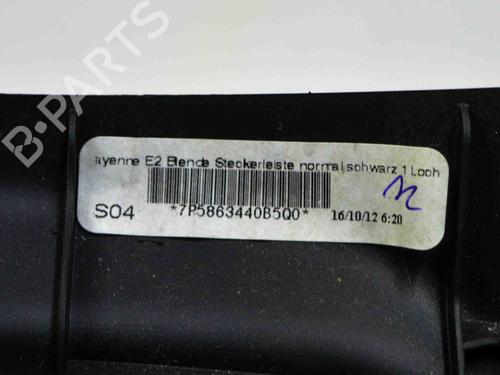 ayenne E2 Blende Steckerleiste normal schwarz 1 Loch
S04 *7P5863440B5Q0* 16/10/12 6:20
B-PARTS